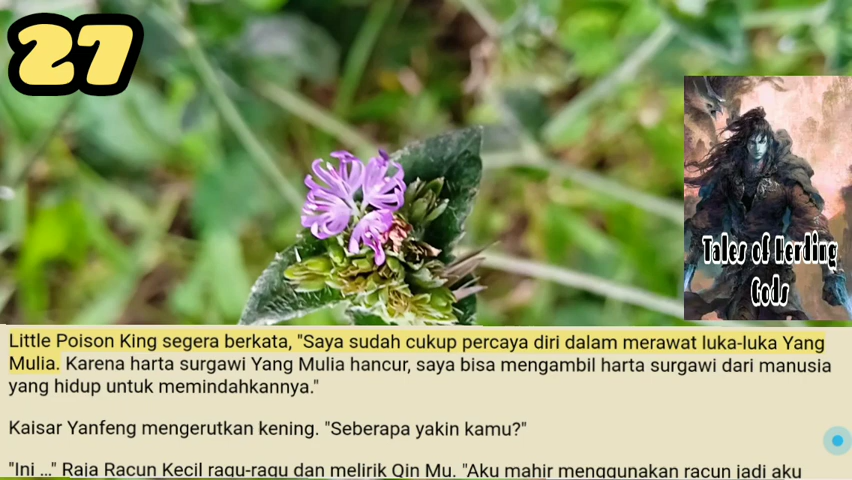 27
Tales of Herding
Gods
Little Poison King segera berkata, "Saya sudah cukup percaya diri dalam merawat luka-luka Yang
Mulia. Karena harta surgawi Yang Mulia hancur, saya bisa mengambil harta surgawi dari manusia
yang hidup untuk memindahkannya."
Kaisar Yanfeng mengerutkan kening. "Seberapa yakin kamu?"
"Ini ..." Raja Racun Kecil ragu-ragu dan melirik Qin Mu. "Aku mahir menggunakan racun jadi aku